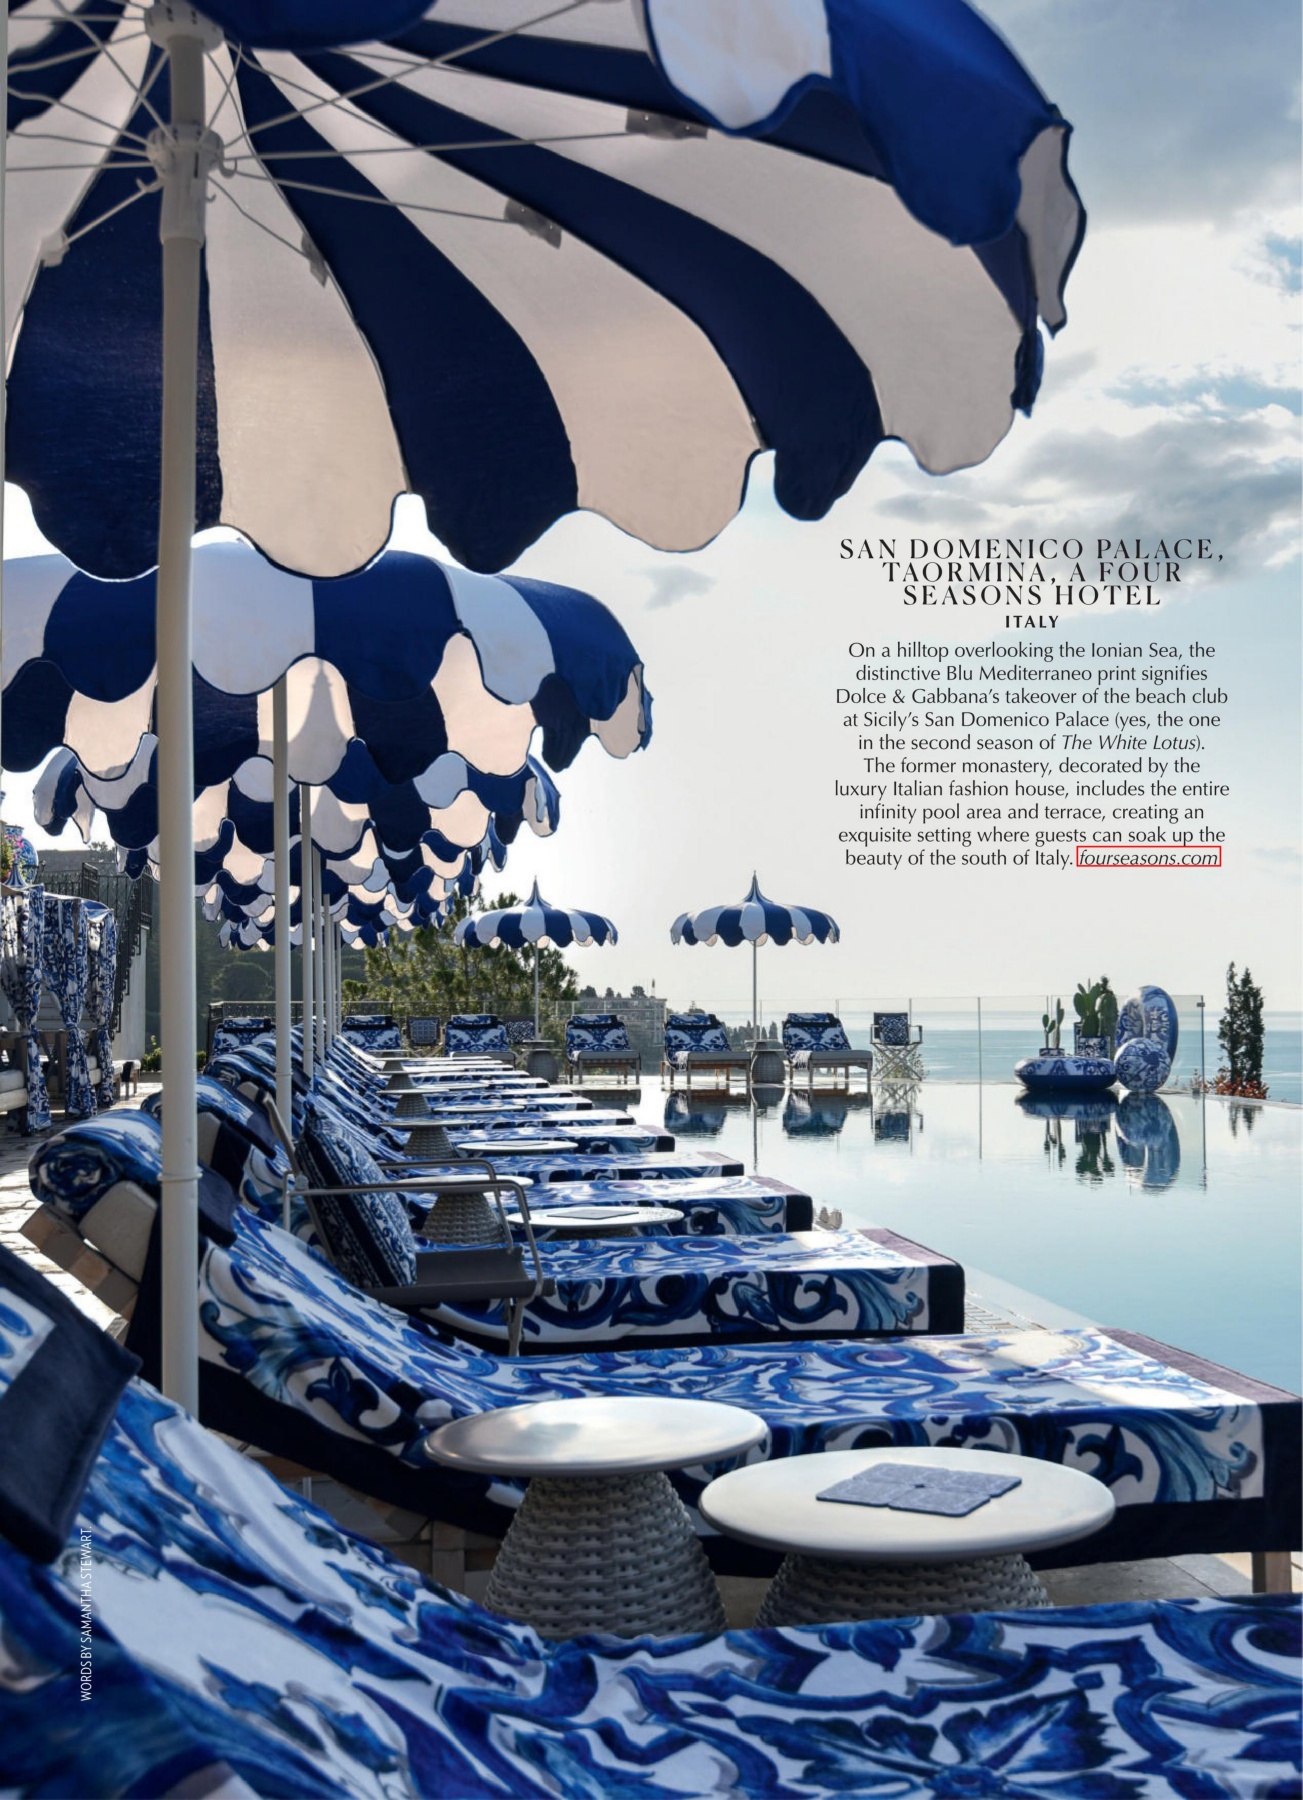 SAN DOMENICO PALACE,
TAORMINA, A FOUR
SEASONS HOTEL
ITALY
On a hilltop overlooking the Ionian Sea, the
distinctive Blu Mediterraneo print signifies
Dolce & Gabbana’s takeover of the beach club
at Sicily’s San Domenico Palace (yes, the one
in the second season of The White Lotus).
The former monastery, decorated by the
luxury Italian fashion house, includes the entire
infinity pool area and terrace, creating an
exquisite setting where guests can soak up the
beauty of the south of Italy. fourseasons.com
WORDS BY SAMANTHA STEWART.